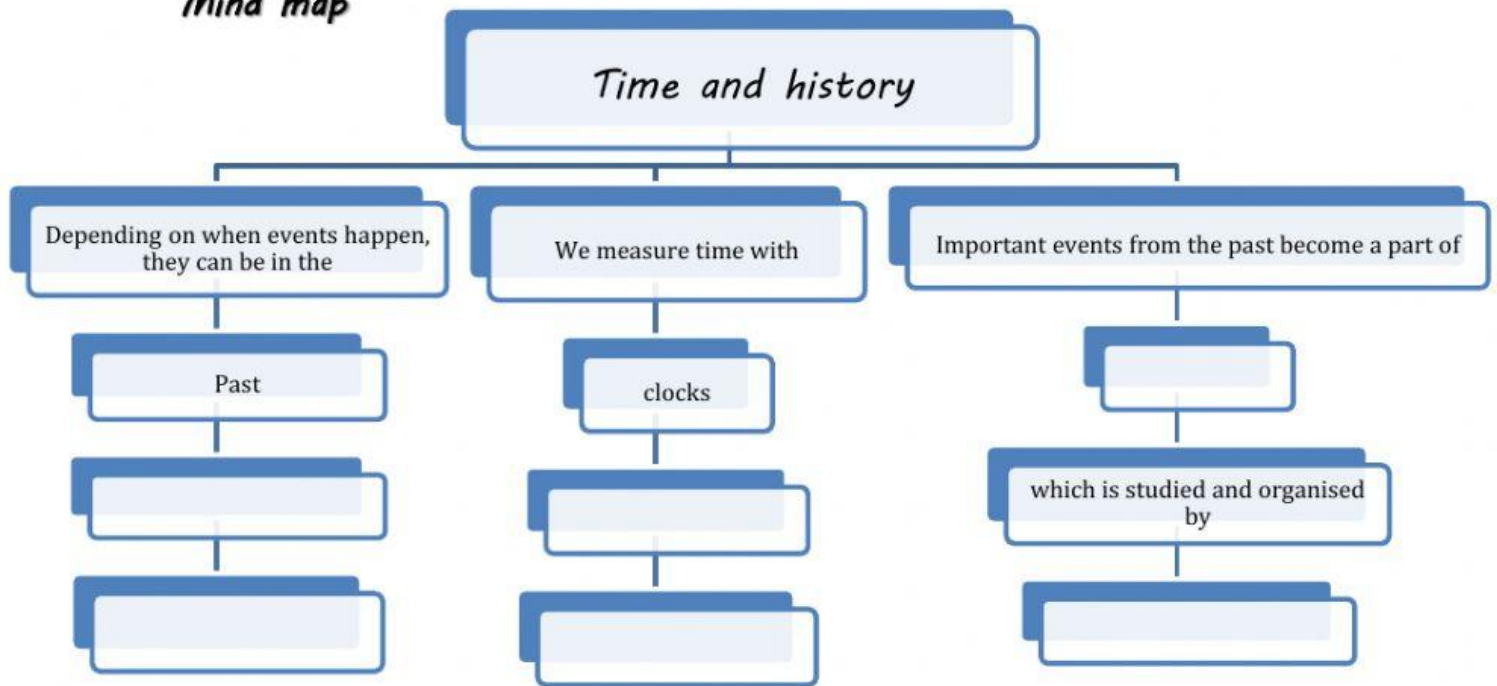 Mind map
Time and history
Depending on when events happen,
they can be in the
We measure time with
Important events from the past become a part of
Past
clocks
which is studied and organised
by